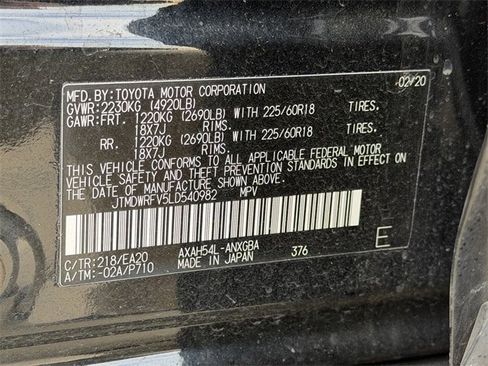 MFD.BY:TOYOTA MOTOR CORPORATION 02/20
GVWR:2230KG (4920LB)
GAWR:FRT. 1220KG (2690LB) WITH 225/60R18 TIRES.
18X7J RIMS.
RR. 1220KG (2690LB) WITH 225/60R18 TIRES.
18X7J RIMS.
THIS VEHICLE CONFORMS TO ALL APPLICABLE FEDERAL MOTOR
VEHICLE SAFETY AND THEFT PREVENTION STANDARDS IN EFFECT ON
THE DATE OF MANUFACTURE SHOWN ABOVE.
JTMDWRFV5LD540982 MPV
C/TR:218/EA20 AXAH54L-ANXGBA
A/TM:-02A/P710 MADE IN JAPAN 376 E